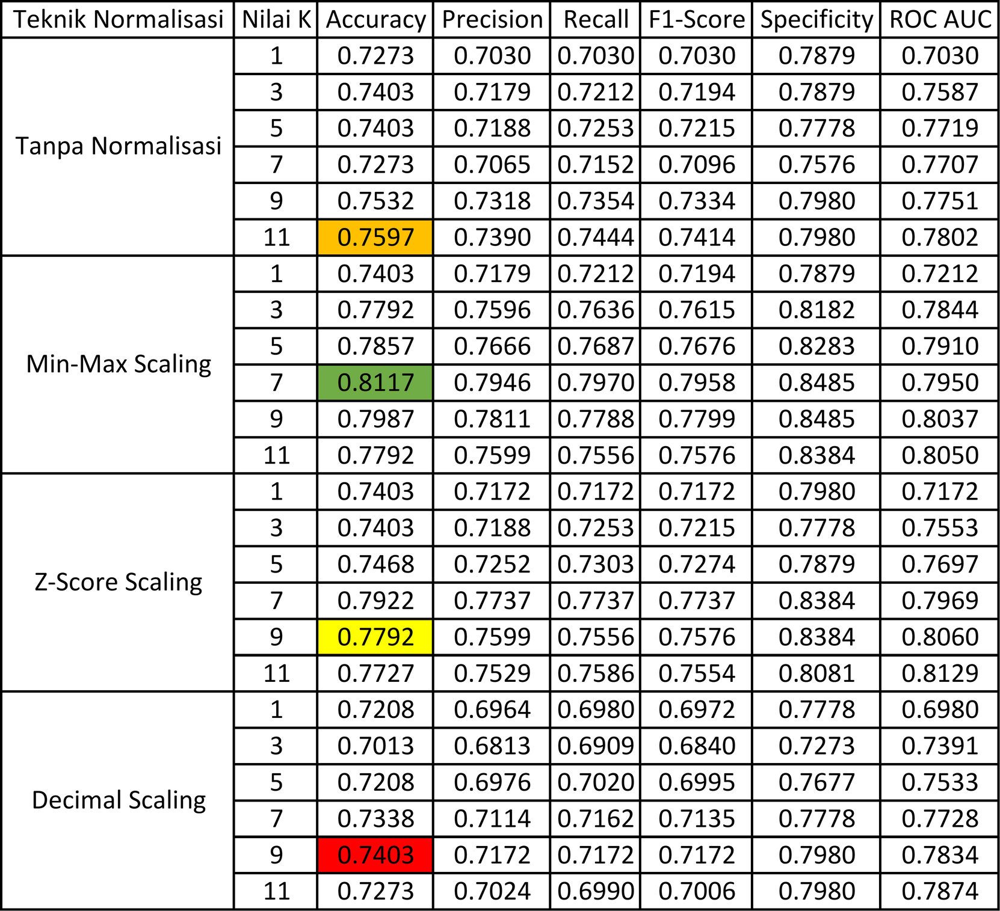 Teknik Normalisasi Nilai K Accuracy Precision Recall F1-Score Specificity ROC AUC
Tanpa Normalisasi
1 0.7273 0.7030 0.7030 0.7030 0.7879 0.7030
3 0.7403 0.7179 0.7212 0.7194 0.7879 0.7587
5 0.7403 0.7188 0.7253 0.7215 0.7778 0.7719
7 0.7273 0.7065 0.7152 0.7096 0.7576 0.7707
9 0.7532 0.7318 0.7354 0.7334 0.7980 0.7751
11 0.7597 0.7390 0.7444 0.7414 0.7980 0.7802
Min-Max Scaling
1 0.7403 0.7179 0.7212 0.7194 0.7879 0.7212
3 0.7792 0.7596 0.7636 0.7615 0.8182 0.7844
5 0.7857 0.7666 0.7687 0.7676 0.8283 0.7910
7 0.8117 0.7946 0.7970 0.7958 0.8485 0.7950
9 0.7987 0.7811 0.7788 0.7799 0.8485 0.8037
11 0.7792 0.7599 0.7556 0.7576 0.8384 0.8050
Z-Score Scaling
1 0.7403 0.7172 0.7172 0.7172 0.7980 0.7172
3 0.7403 0.7188 0.7253 0.7215 0.7778 0.7553
5 0.7468 0.7252 0.7303 0.7274 0.7879 0.7697
7 0.7922 0.7737 0.7737 0.7737 0.8384 0.7969
9 0.7792 0.7599 0.7556 0.7576 0.8384 0.8060
11 0.7727 0.7529 0.7586 0.7554 0.8081 0.8129
Decimal Scaling
1 0.7208 0.6964 0.6980 0.6972 0.7778 0.6980
3 0.7013 0.6813 0.6909 0.6840 0.7273 0.7391
5 0.7208 0.6976 0.7020 0.6995 0.7677 0.7533
7 0.7338 0.7114 0.7162 0.7135 0.7778 0.7728
9 0.7403 0.7172 0.7172 0.7172 0.7980 0.7834
11 0.7273 0.7024 0.6990 0.7006 0.7980 0.7874